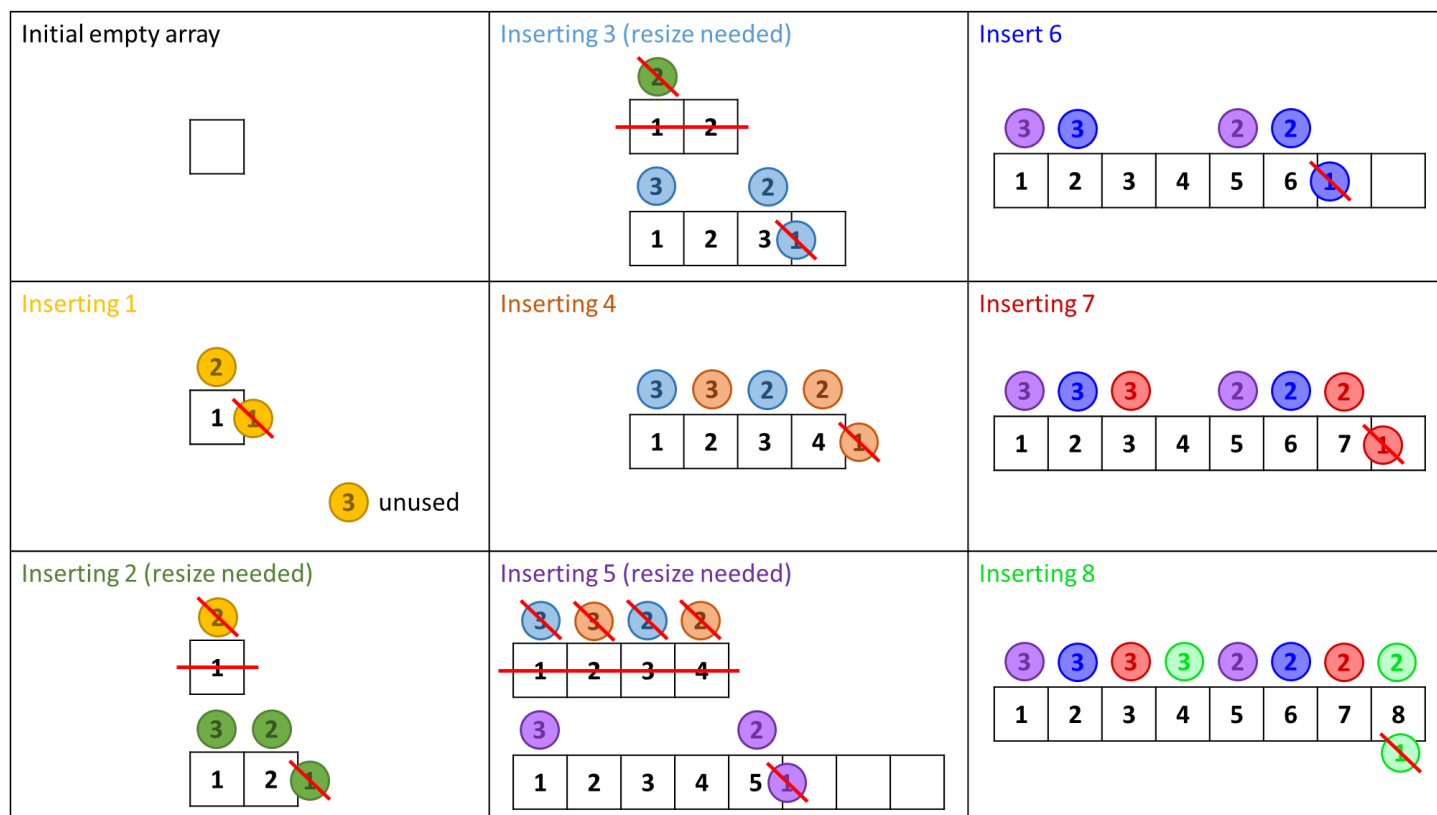 Initial empty array
Inserting 1
2
1 1
3 unused
Inserting 2 (resize needed)
2
1
3 2
1 2 1
Inserting 3 (resize needed)
2
1 2
3 2
1 2 3 1
Inserting 4
3 3 2 2
1 2 3 4 1
Inserting 5 (resize needed)
3 3 2 2
1 2 3 4
3 2
1 2 3 4 5 1
Insert 6
3 3 2 2
1 2 3 4 5 6 1
Inserting 7
3 3 3 2 2 2
1 2 3 4 5 6 7 1
Inserting 8
3 3 3 3 2 2 2 2
1 2 3 4 5 6 7 8
1